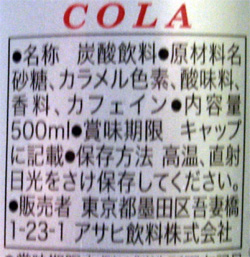 COLA
●名称 炭酸飲料●原材料名
砂糖、カラメル色素、酸味料、
香料、カフェイン●内容量
500ml●賞味期限 キャップ
に記載●保存方法 高温、直射
日光をさけ保存してください。
●販売者 東京都墨田区吾妻橋
1-23-1 アサヒ飲料株式会社